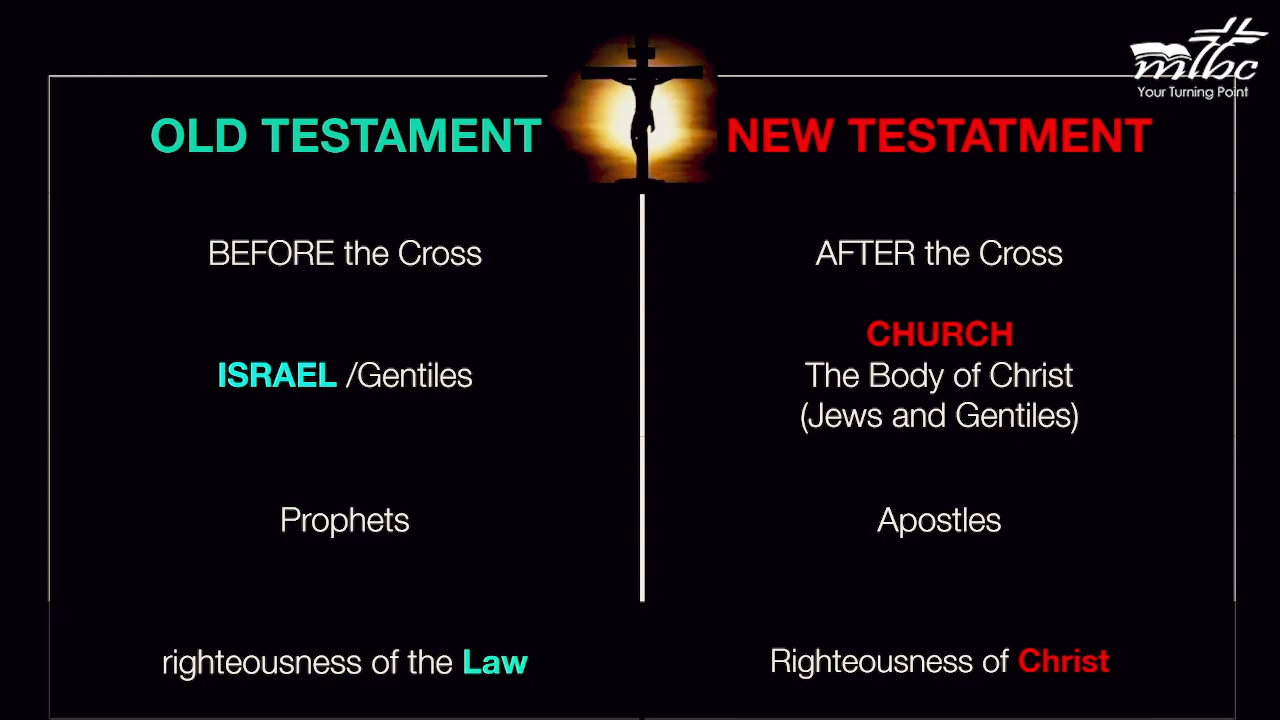 mtbc
Your Turning Point
OLD TESTAMENT
NEW TESTATMENT
BEFORE the Cross
AFTER the Cross
ISRAEL /Gentiles
CHURCH
The Body of Christ
(Jews and Gentiles)
Prophets
Apostles
righteousness of the Law
Righteousness of Christ